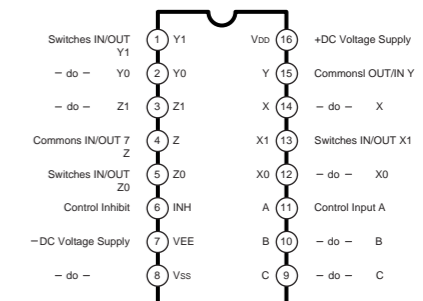 Switches IN/OUT Y1 1 Y1 VDD 16 +DC Voltage Supply
– do – Y0 2 Y0 Y 15 Commonsl OUT/IN Y
– do – Z1 3 Z1 X 14 – do – X
Commons IN/OUT 7 Z 4 Z X1 13 Switches IN/OUT X1
Switches IN/OUT Z0 5 Z0 X0 12 – do – X0
Control Inhibit 6 INH A 11 Control Input A
–DC Voltage Supply 7 VEE B 10 – do – B
– do – 8 Vss C 9 – do – C